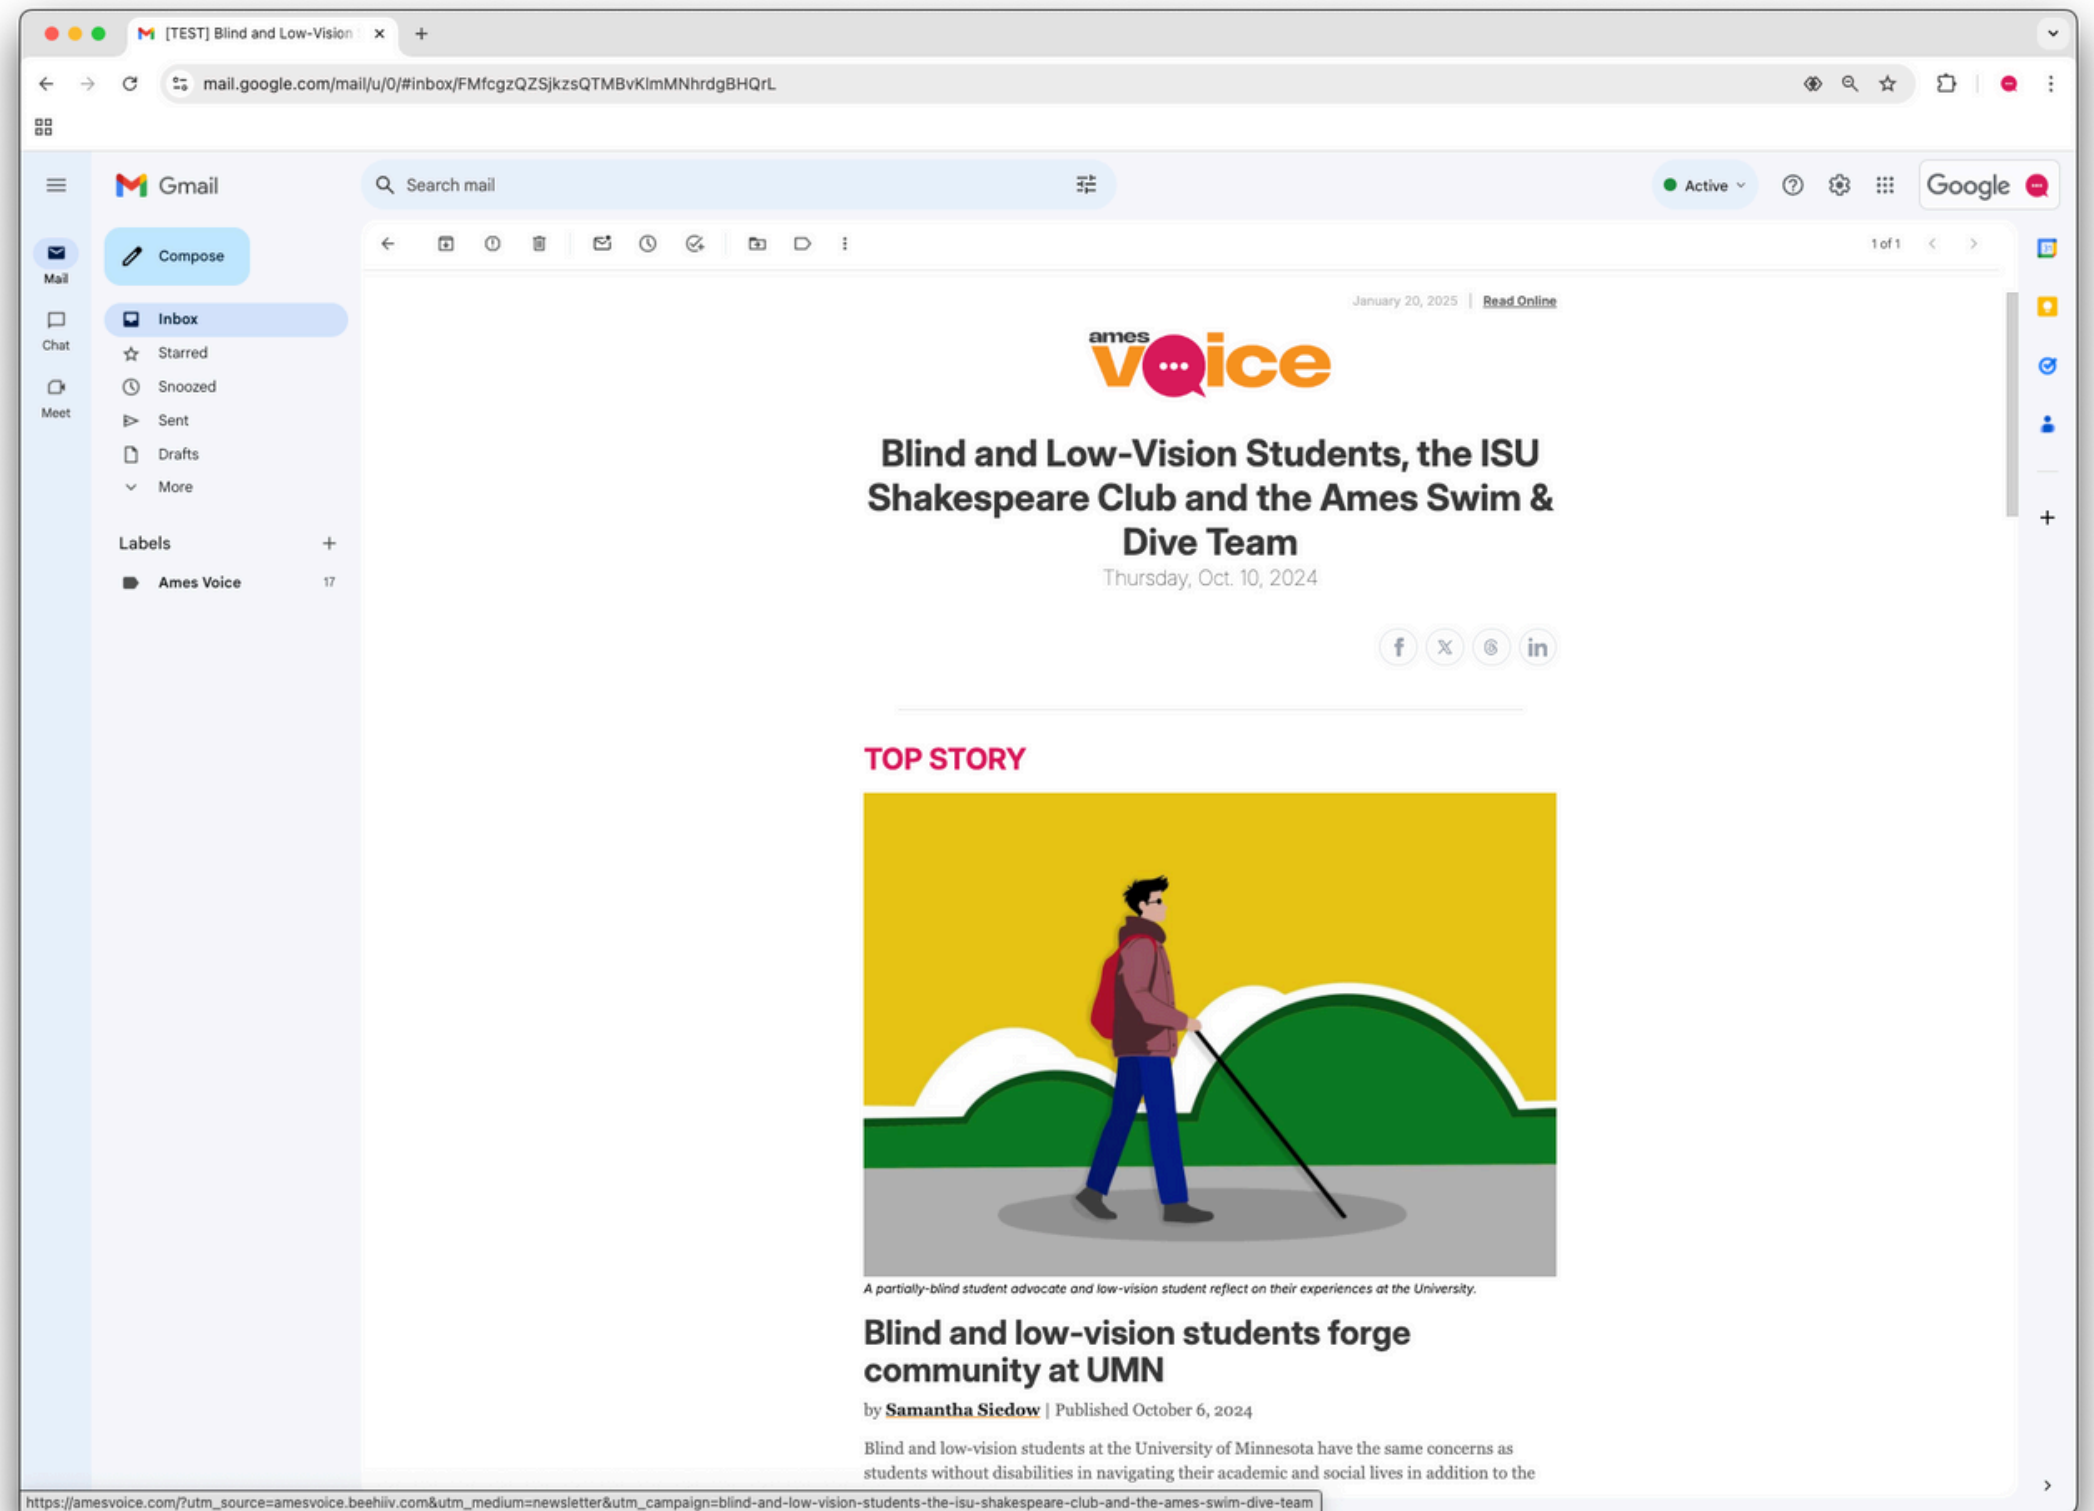 [TEST] Blind and Low-Vision
mail.google.com/mail/u/0/#inbox/FMfcgzQZSjkzsQTMBvKlmMNhrdgBHQrL
Gmail
Search mail
Active
Google
Mail
Chat
Meet
Compose
Inbox
Starred
Snoozed
Sent
Drafts
More
Labels
Ames Voice 17
1 of 1
January 20, 2025 | Read Online
ames
voice
Blind and Low-Vision Students, the ISU
Shakespeare Club and the Ames Swim &
Dive Team
Thursday, Oct. 10, 2024
TOP STORY
A partially-blind student advocate and low-vision student reflect on their experiences at the University.
Blind and low-vision students forge
community at UMN
by Samantha Siedow | Published October 6, 2024
Blind and low-vision students at the University of Minnesota have the same concerns as
students without disabilities in navigating their academic and social lives in addition to the
https://amesvoice.com/?utm_source=amesvoice.beehiiv.com&utm_medium=newsletter&utm_campaign=blind-and-low-vision-students-the-isu-shakespeare-club-and-the-ames-swim-dive-team